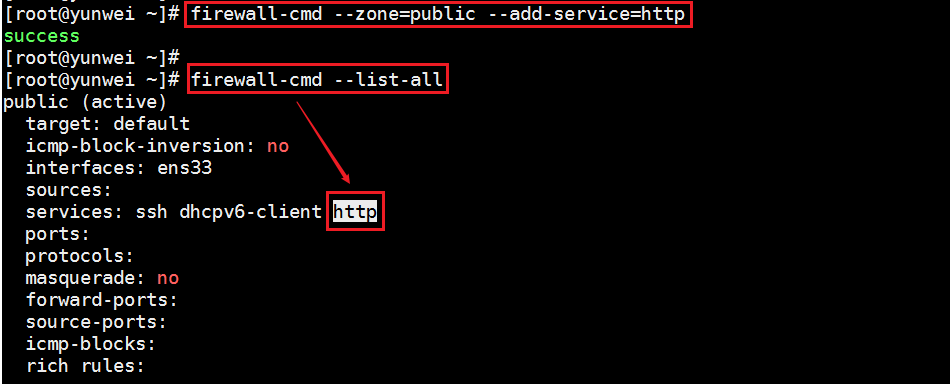 [root@yunwei ~]# firewall-cmd --zone=public --add-service=http
success
[root@yunwei ~]#
[root@yunwei ~]# firewall-cmd --list-all
public (active)
  target: default
  icmp-block-inversion: no
  interfaces: ens33
  sources:
  services: ssh dhcpv6-client http
  ports:
  protocols:
  masquerade: no
  forward-ports:
  source-ports:
  icmp-blocks:
  rich rules: